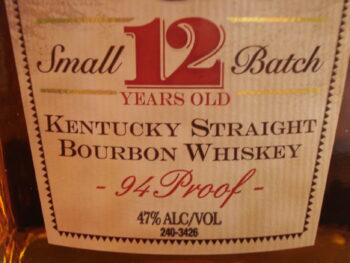 Small 12 Batch
YEARS OLD
KENTUCKY STRAIGHT
BOURBON WHISKEY
- 94 Proof -
47% ALC/VOL
240-3426